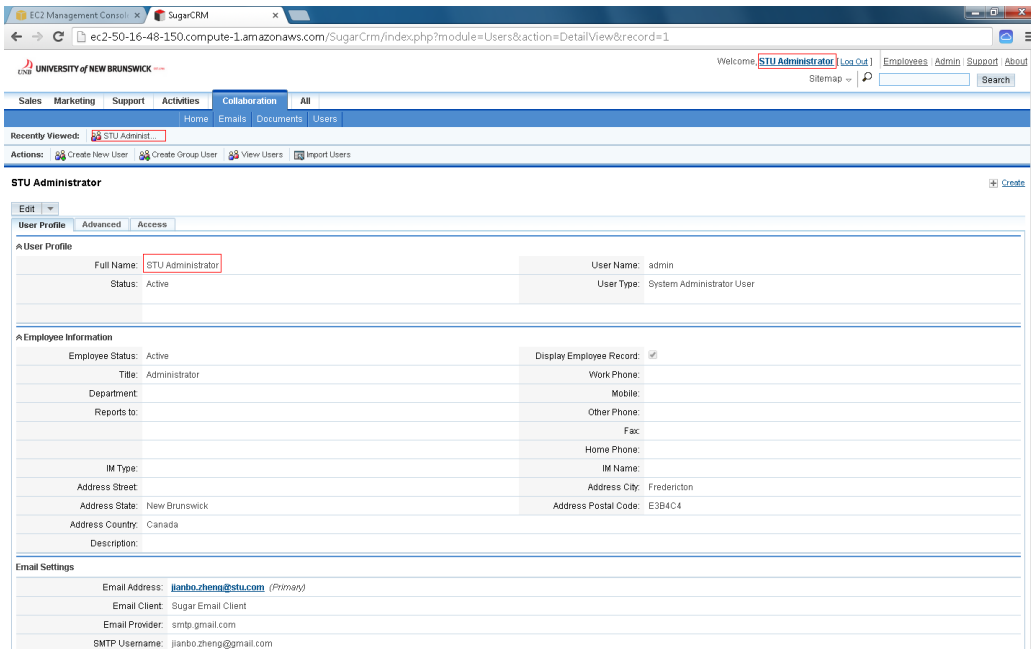 EC2 Management Consol
SugarCRM
ec2-50-16-48-150.compute-1.amazonaws.com/SugarCrm/index.php?module=Users&action=DetailView&record=1
UNB UNIVERSITY of NEW BRUNSWICK
Welcome, STU Administrator [ Log Out ] Employees | Admin | Support | About
Sitemap Search
Sales Marketing Support Activities Collaboration All
Home Emails Documents Users
Recently Viewed: STU Administ...
Actions: Create New User Create Group User View Users Import Users
STU Administrator Create
Edit
User Profile Advanced Access
User Profile
Full Name: STU Administrator User Name: admin
Status: Active User Type: System Administrator User
Employee Information
Employee Status: Active Display Employee Record:
Title: Administrator Work Phone:
Department: Mobile:
Reports to: Other Phone:
Fax:
Home Phone:
IM Type: IM Name:
Address Street: Address City: Fredericton
Address State: New Brunswick Address Postal Code: E3B4C4
Address Country: Canada
Description:
Email Settings
Email Address: jianbo.zheng@stu.com (Primary)
Email Client: Sugar Email Client
Email Provider: smtp.gmail.com
SMTP Username: jianbo.zheng@gmail.com